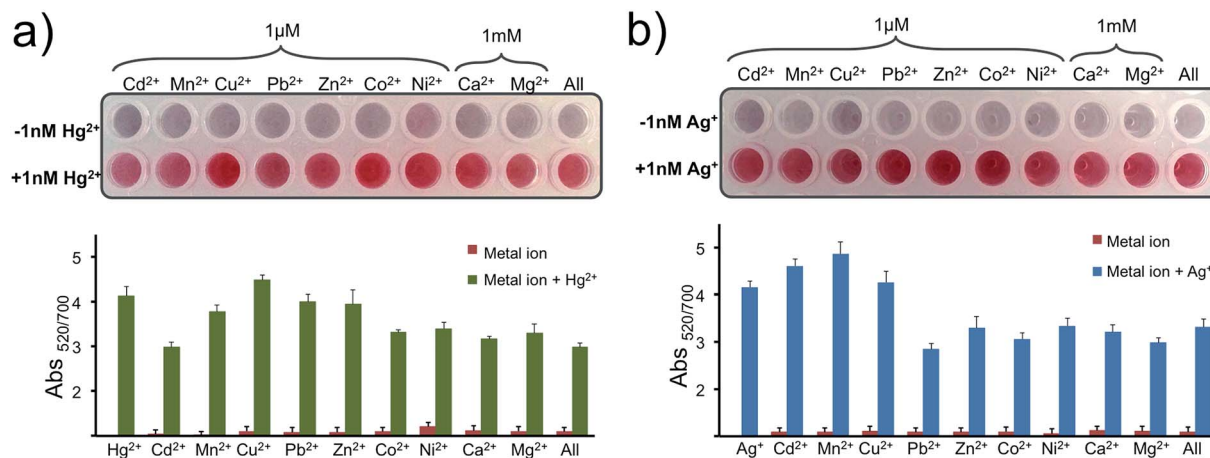 a)
1µM
1mM
Cd²⁺ Mn²⁺ Cu²⁺ Pb²⁺ Zn²⁺ Co²⁺ Ni²⁺ Ca²⁺ Mg²⁺ All
-1nM Hg²⁺
+1nM Hg²⁺
Abs 520/700
5
4
3
2
Metal ion
Metal ion + Hg²⁺
Hg²⁺ Cd²⁺ Mn²⁺ Cu²⁺ Pb²⁺ Zn²⁺ Co²⁺ Ni²⁺ Ca²⁺ Mg²⁺ All
b)
1µM
1mM
Cd²⁺ Mn²⁺ Cu²⁺ Pb²⁺ Zn²⁺ Co²⁺ Ni²⁺ Ca²⁺ Mg²⁺ All
-1nM Ag⁺
+1nM Ag⁺
Abs 520/700
5
4
3
2
Metal ion
Metal ion + Ag⁺
Ag⁺ Cd²⁺ Mn²⁺ Cu²⁺ Pb²⁺ Zn²⁺ Co²⁺ Ni²⁺ Ca²⁺ Mg²⁺ All